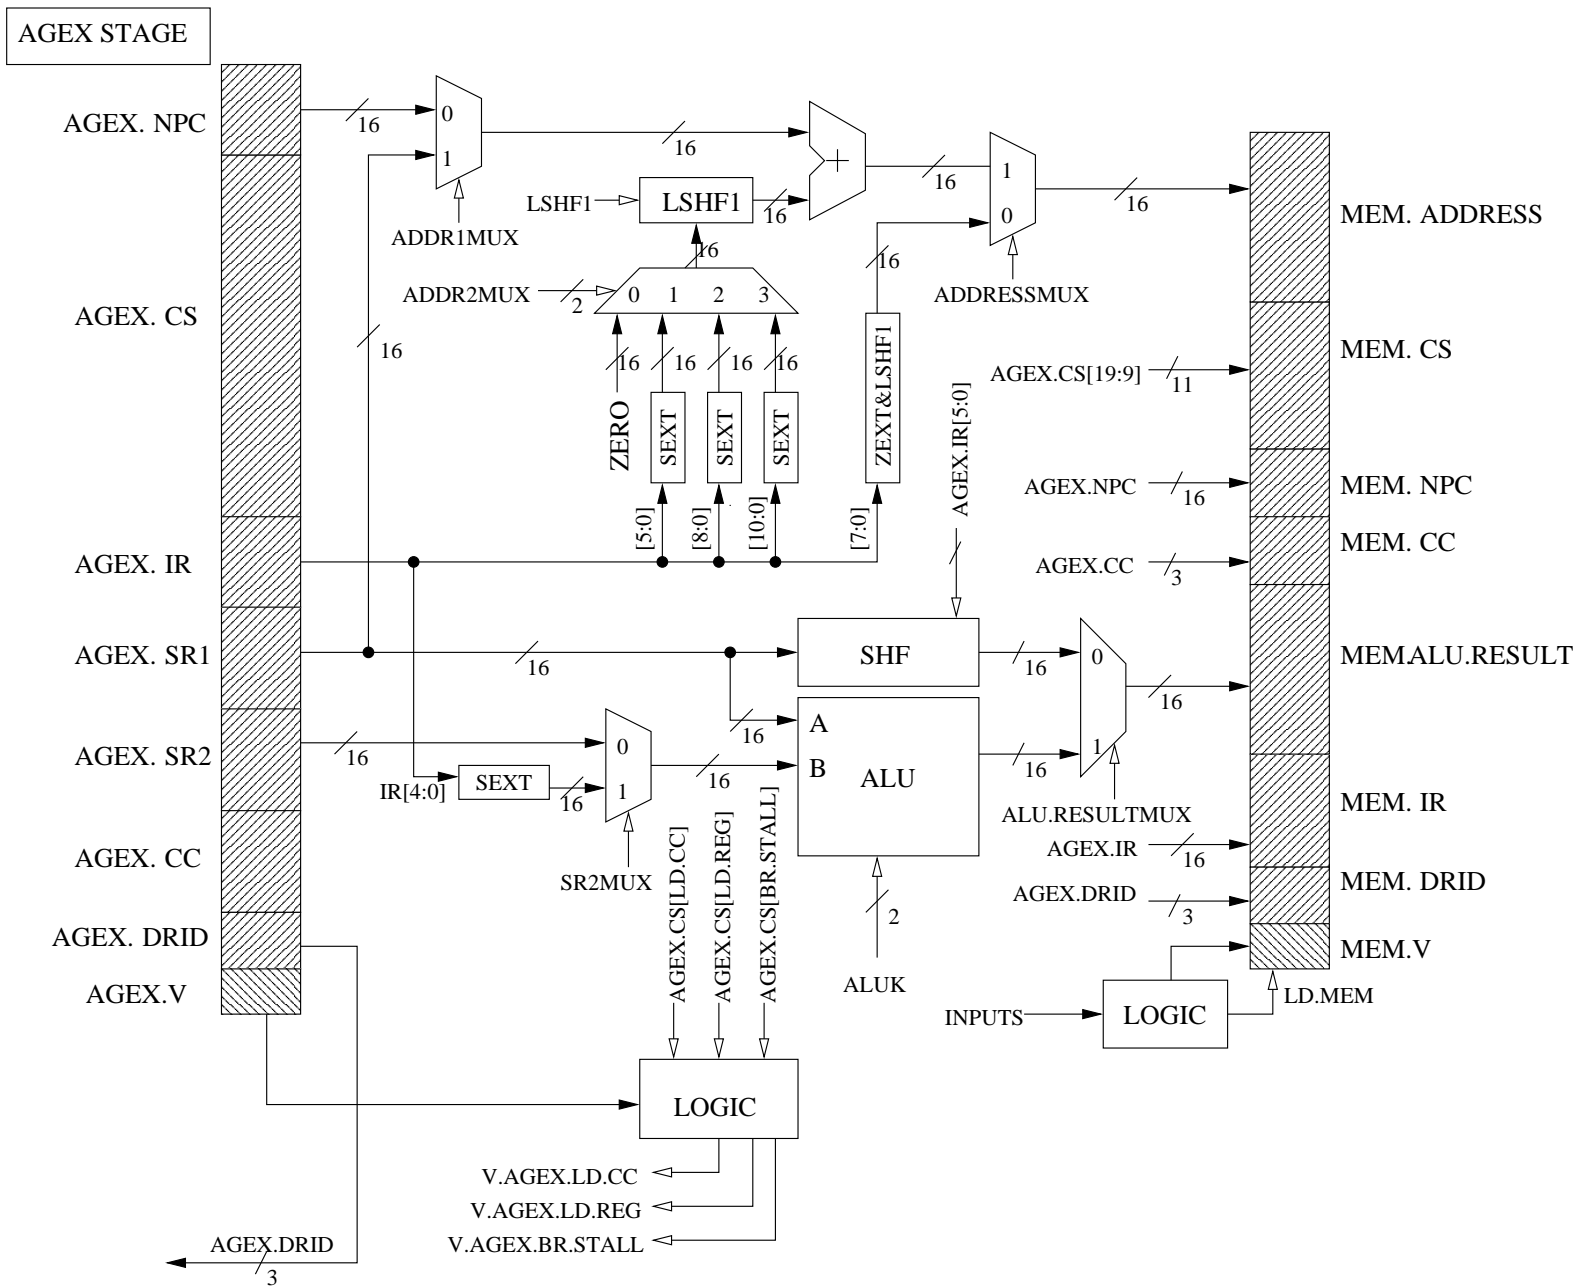 AGEX STAGE
AGEX. NPC
AGEX. CS
AGEX. IR
AGEX. SR1
AGEX. SR2
AGEX. CC
AGEX. DRID
AGEX.V
16
0
1
ADDR1MUX
16
16
LSHF1
LSHF1
16
16
ADDR2MUX
2
0 1 2 3
16
16
16
16
ZERO
SEXT
SEXT
SEXT
ZEXT&LSHF1
[5:0]
[8:0]
[10:0]
[7:0]
+
16
16
1
0
ADDRESSMUX
16
AGEX.IR[5:0]
16
SHF
16
16
A
B
ALU
16
0
1
ALU.RESULTMUX
16
16
IR[4:0]
SEXT
16
0
1
SR2MUX
16
2
ALUK
AGEX.CS[LD.CC]
AGEX.CS[LD.REG]
AGEX.CS[BR.STALL]
LOGIC
V.AGEX.LD.CC
V.AGEX.LD.REG
V.AGEX.BR.STALL
AGEX.DRID
3
AGEX.CS[19:9]
11
AGEX.NPC
16
AGEX.CC
3
AGEX.IR
16
AGEX.DRID
3
INPUTS
LOGIC
LD.MEM
MEM. ADDRESS
MEM. CS
MEM. NPC
MEM. CC
MEM.ALU.RESULT
MEM. IR
MEM. DRID
MEM.V